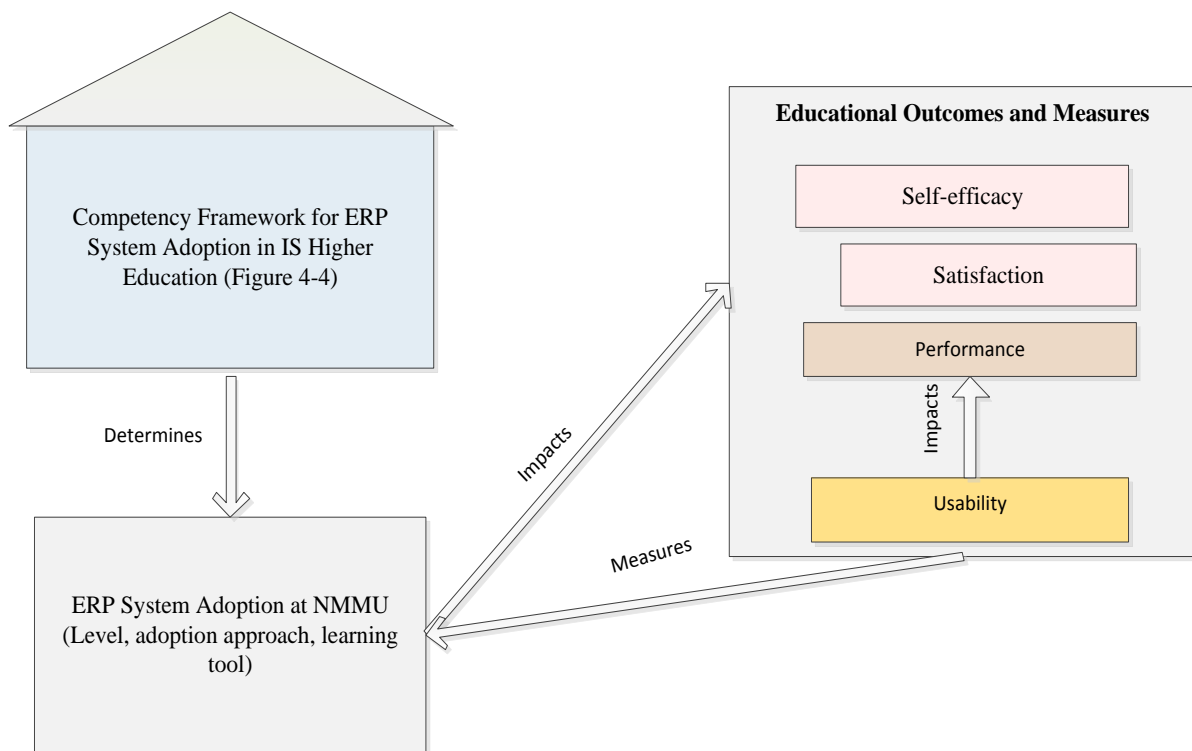 Competency Framework for ERP
System Adoption in IS Higher
Education (Figure 4-4)
Determines
ERP System Adoption at NMMU
(Level, adoption approach, learning
tool)
Impacts
Measures
Educational Outcomes and Measures
Self-efficacy
Satisfaction
Performance
Impacts
Usability